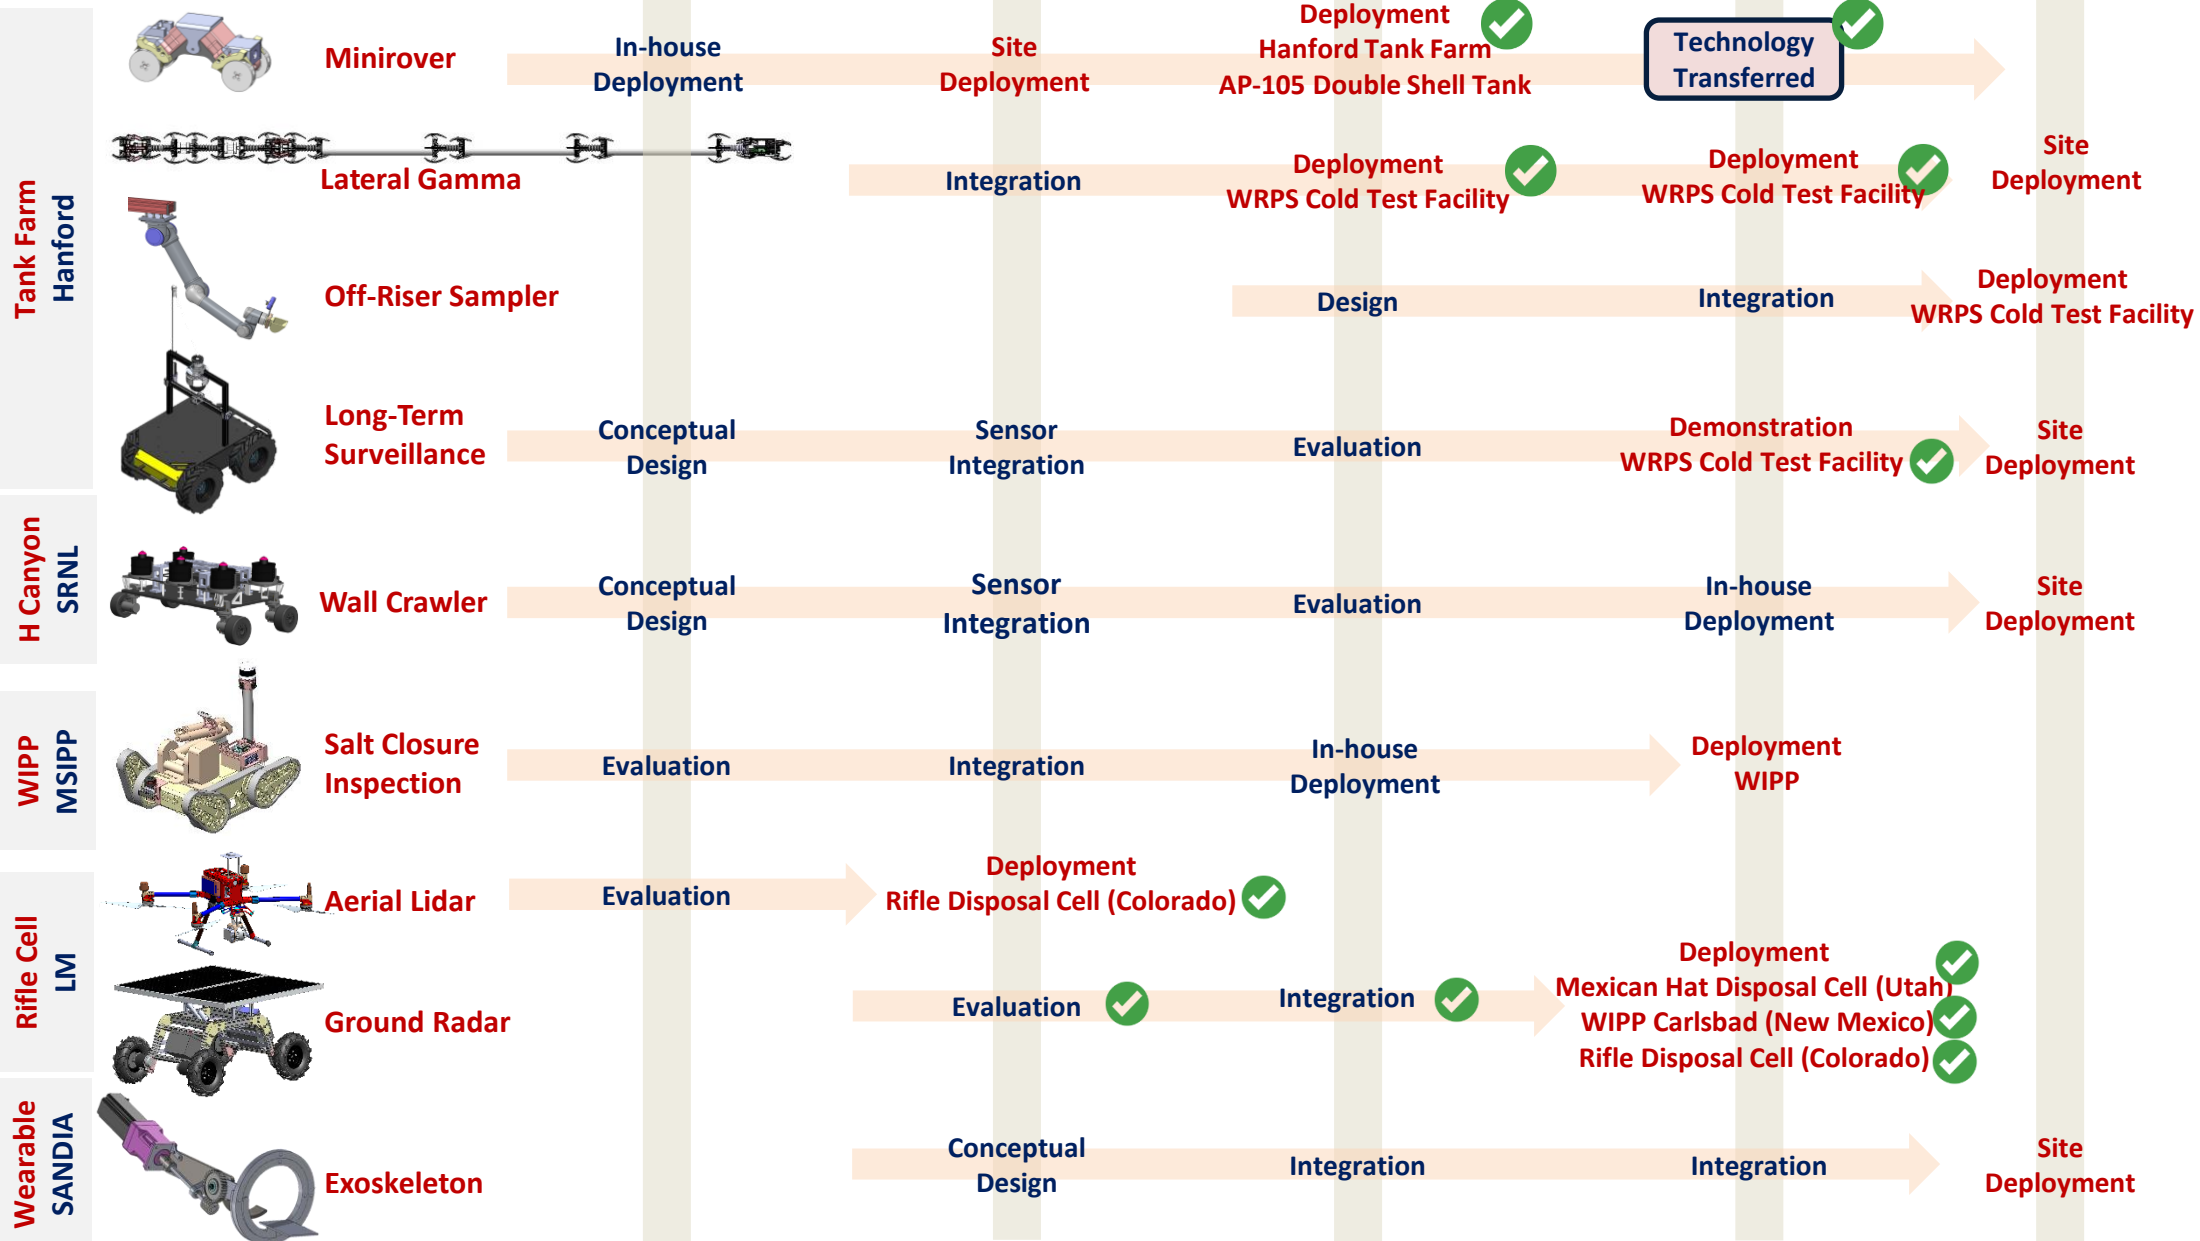 Tank Farm
Hanford
Minirover
In-house
Deployment
Site
Deployment
Deployment
Hanford Tank Farm
AP-105 Double Shell Tank
Technology
Transferred
Lateral Gamma
Integration
Deployment
WRPS Cold Test Facility
Deployment
WRPS Cold Test Facility
Site
Deployment
Off-Riser Sampler
Design
Integration
Deployment
WRPS Cold Test Facility
Long-Term
Surveillance
Conceptual
Design
Sensor
Integration
Evaluation
Demonstration
WRPS Cold Test Facility
Site
Deployment
H Canyon
SRNL
Wall Crawler
Conceptual
Design
Sensor
Integration
Evaluation
In-house
Deployment
Site
Deployment
WIPP
MSIPP
Salt Closure
Inspection
Evaluation
Integration
In-house
Deployment
Deployment
WIPP
Rifle Cell
LM
Aerial Lidar
Evaluation
Deployment
Rifle Disposal Cell (Colorado)
Ground Radar
Evaluation
Integration
Deployment
Mexican Hat Disposal Cell (Utah)
WIPP Carlsbad (New Mexico)
Rifle Disposal Cell (Colorado)
Wearable
SANDIA
Exoskeleton
Conceptual
Design
Integration
Integration
Site
Deployment